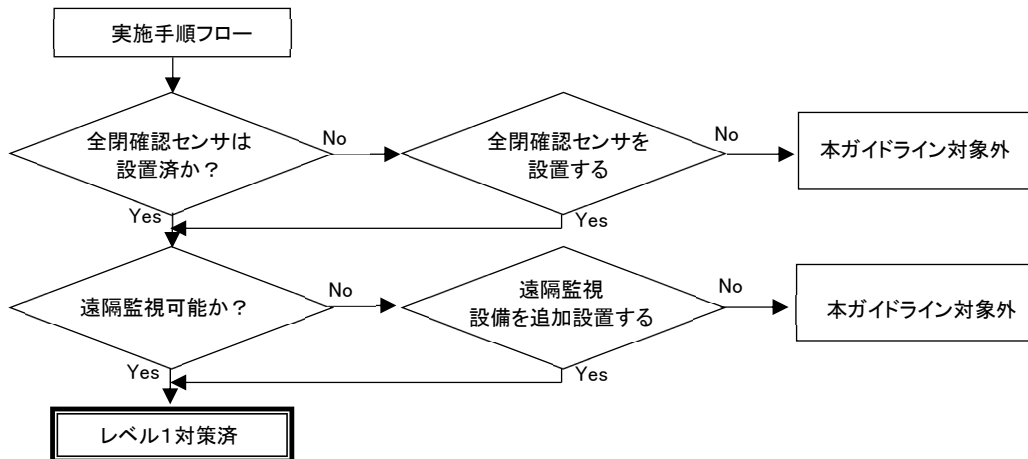 実施手順フロー
全閉確認センサは
設置済か？
No
全閉確認センサを
設置する
No
本ガイドライン対象外
Yes
Yes
遠隔監視可能か？
No
遠隔監視
設備を追加設置する
No
本ガイドライン対象外
Yes
Yes
レベル１対策済